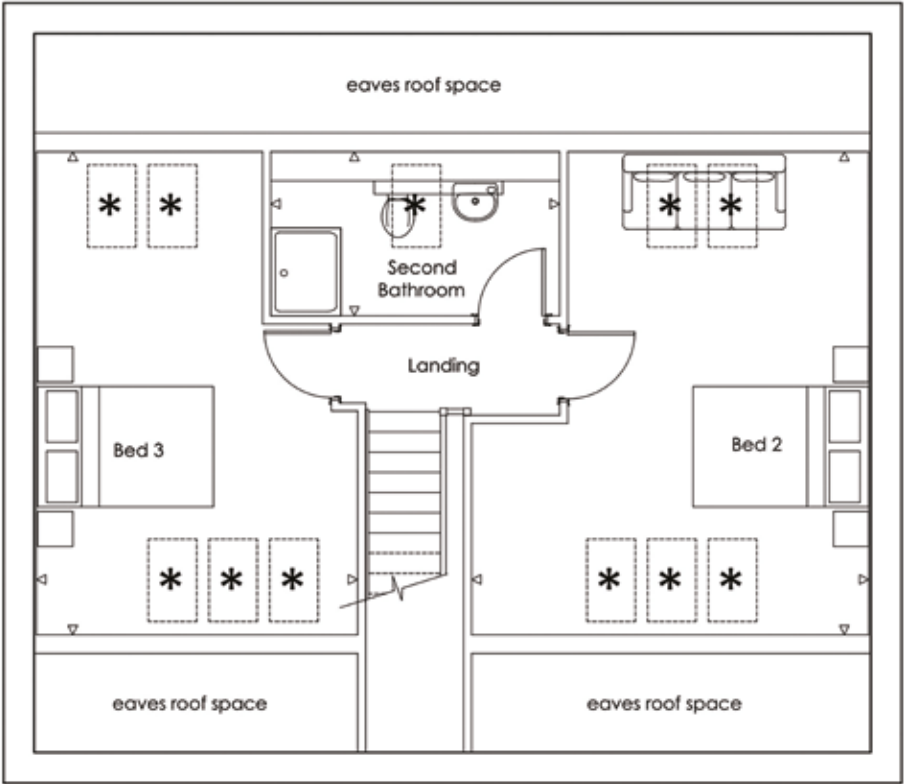 eaves roof space
* *
*
* *
Second
Bathroom
Landing
Bed 3
Bed 2
* * *
* * *
eaves roof space
eaves roof space